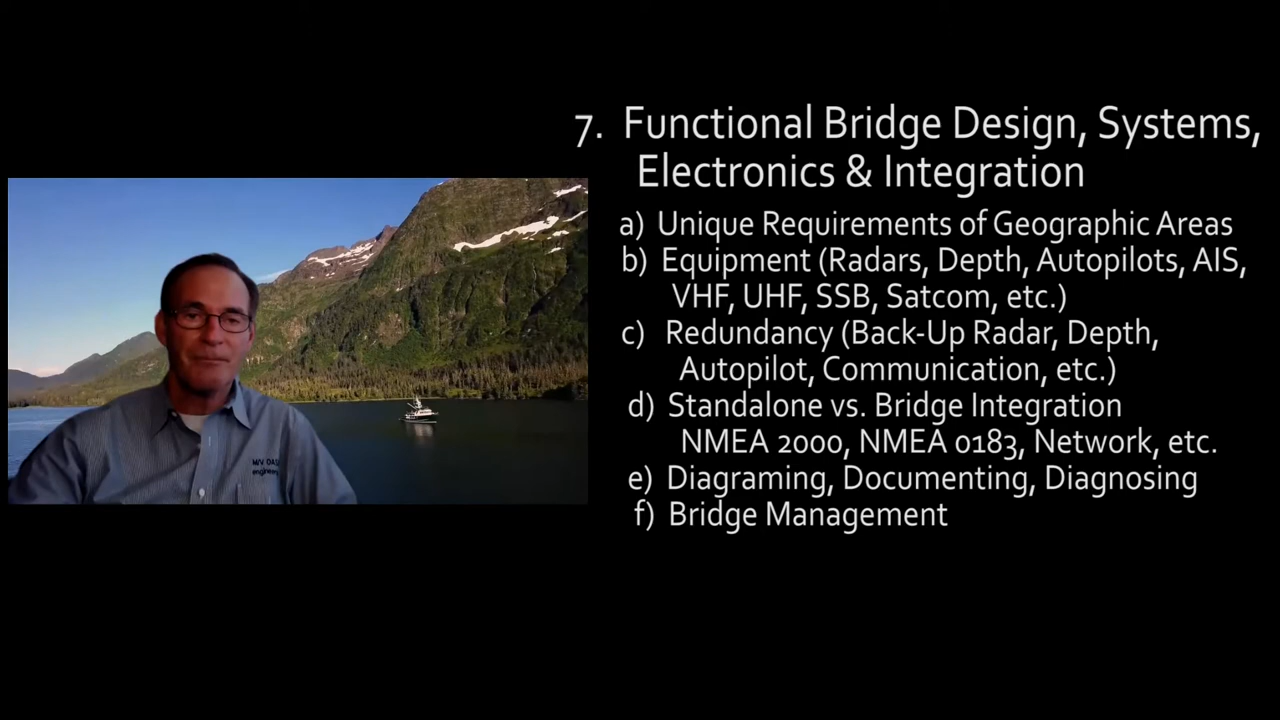 7. Functional Bridge Design, Systems,
Electronics & Integration
a) Unique Requirements of Geographic Areas
b) Equipment (Radars, Depth, Autopilots, AIS,
VHF, UHF, SSB, Satcom, etc.)
c) Redundancy (Back-Up Radar, Depth,
Autopilot, Communication, etc.)
d) Standalone vs. Bridge Integration
NMEA 2000, NMEA 0183, Network, etc.
e) Diagraming, Documenting, Diagnosing
f) Bridge Management
M/V